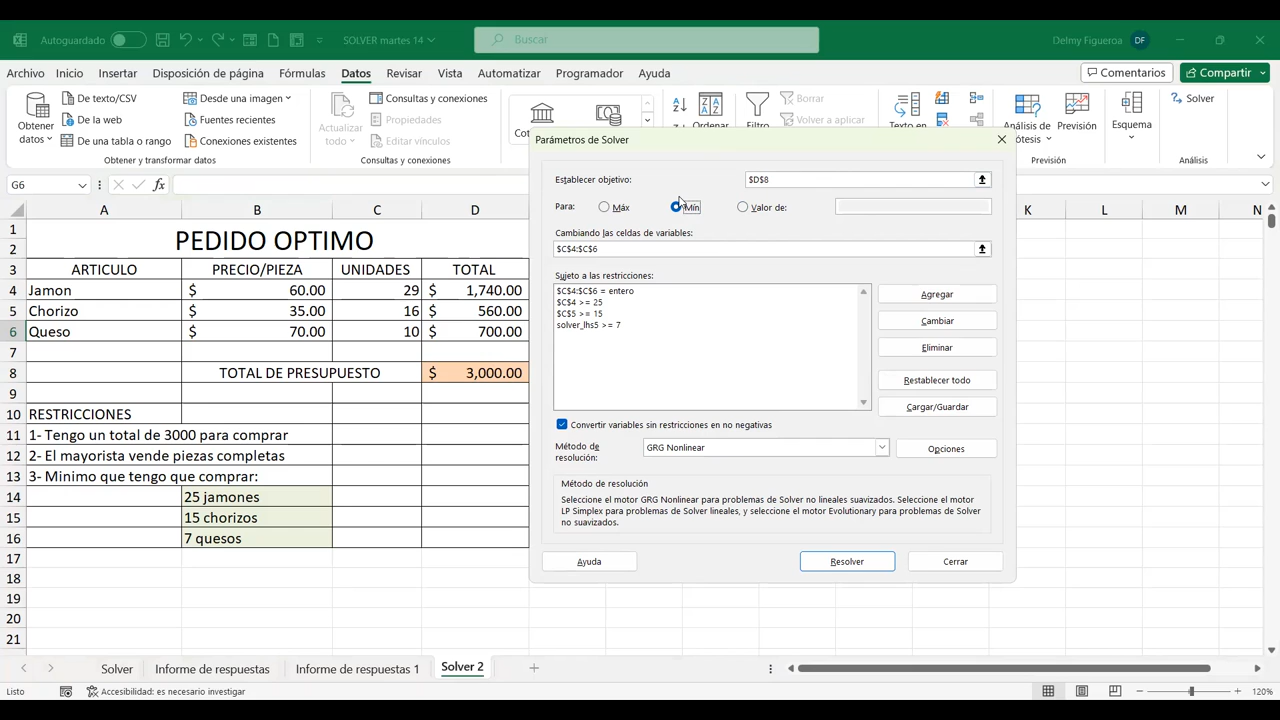 Autoguardado
SOLVER martes 14
Buscar
Delmy Figueroa
DF
Archivo Inicio Insertar Disposición de página Fórmulas Datos Revisar Vista Automatizar Programador Ayuda
Comentarios
Compartir
Obtener datos
De texto/CSV
De la web
De una tabla o rango
Desde una imagen
Fuentes recientes
Conexiones existentes
Obtener y transformar datos
Actualizar todo
Consultas y conexiones
Propiedades
Editar vínculos
Consultas y conexiones
Ordenar
Filtro
Borrar
Volver a aplicar
Texto en
Análisis de
Previsión
Previsión
Esquema
Solver
Análisis
G6
fx
A B C D K L M N
1
2 PEDIDO OPTIMO
3 ARTICULO PRECIO/PIEZA UNIDADES TOTAL
4 Jamon $ 60.00 29 $ 1,740.00
5 Chorizo $ 35.00 16 $ 560.00
6 Queso $ 70.00 10 $ 700.00
7
8 TOTAL DE PRESUPUESTO $ 3,000.00
9
10 RESTRICCIONES
11 1- Tengo un total de 3000 para comprar
12 2- El mayorista vende piezas completas
13 3- Minimo que tengo que comprar:
14 25 jamones
15 15 chorizos
16 7 quesos
17
18
19
20
21
Parámetros de Solver
Establecer objetivo: $D$8
Para: Máx Mín Valor de:
Cambiando las celdas de variables:
$C$4:$C$6
Sujeto a las restricciones:
$C$4:$C$6 = entero
$C$4 >= 25
$C$5 >= 15
solver_lhs5 >= 7
Agregar
Cambiar
Eliminar
Restablecer todo
Cargar/Guardar
Convertir variables sin restricciones en no negativas
Método de resolución:
GRG Nonlinear
Opciones
Método de resolución
Seleccione el motor GRG Nonlinear para problemas de Solver no lineales suavizados. Seleccione el motor
LP Simplex para problemas de Solver lineales, y seleccione el motor Evolutionary para problemas de Solver
no suavizados.
Ayuda
Resolver
Cerrar
Solver Informe de respuestas Informe de respuestas 1 Solver 2
Listo
Accesibilidad: es necesario investigar
120%